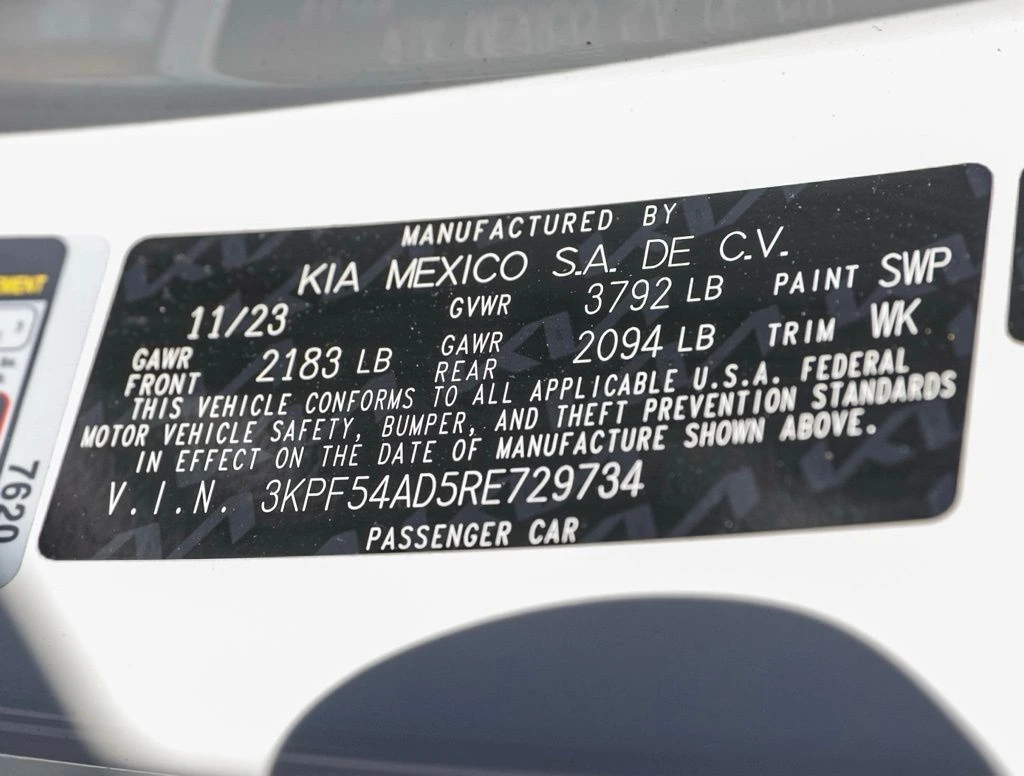 MANUFACTURED BY
KIA MEXICO S.A. DE C.V.
11/23 GVWR 3792 LB PAINT SWP
GAWR FRONT 2183 LB GAWR REAR 2094 LB TRIM WK
THIS VEHICLE CONFORMS TO ALL APPLICABLE U.S.A. FEDERAL
MOTOR VEHICLE SAFETY, BUMPER, AND THEFT PREVENTION STANDARDS
IN EFFECT ON THE DATE OF MANUFACTURE SHOWN ABOVE.
V.I.N. 3KPF54AD5RE729734
PASSENGER CAR
7620